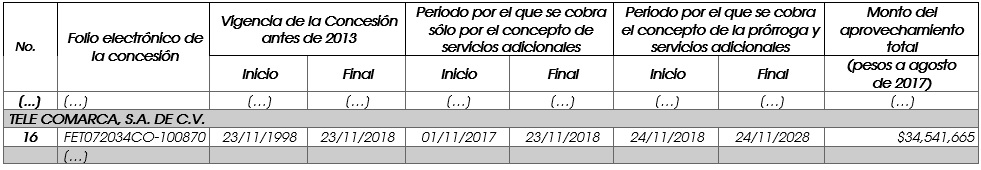 No.
Folio electrónico de la concesión
Vigencia de la Concesión antes de 2013
Periodo por el que se cobra sólo por el concepto de servicios adicionales
Periodo por el que se cobra el concepto de la prórroga y servicios adicionales
Monto del aprovechamiento total
Inicio Final Inicio Final Inicio Final (pesos a agosto de 2017)
(...) (...) (...) (...) (...) (...) (...) (...) (...)
TELE COMARCA, S.A. DE C.V.
16 FET072034CO-100870 23/11/1998 23/11/2018 01/11/2017 23/11/2018 24/11/2018 24/11/2028 $34,541,665
(...)